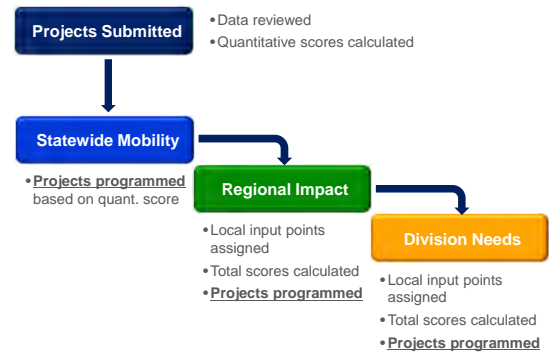 Projects Submitted
•Data reviewed
•Quantitative scores calculated
Statewide Mobility
•Projects programmed
based on quant. score
Regional Impact
•Local input points
assigned
•Total scores calculated
•Projects programmed
Division Needs
•Local input points
assigned
•Total scores calculated
•Projects programmed